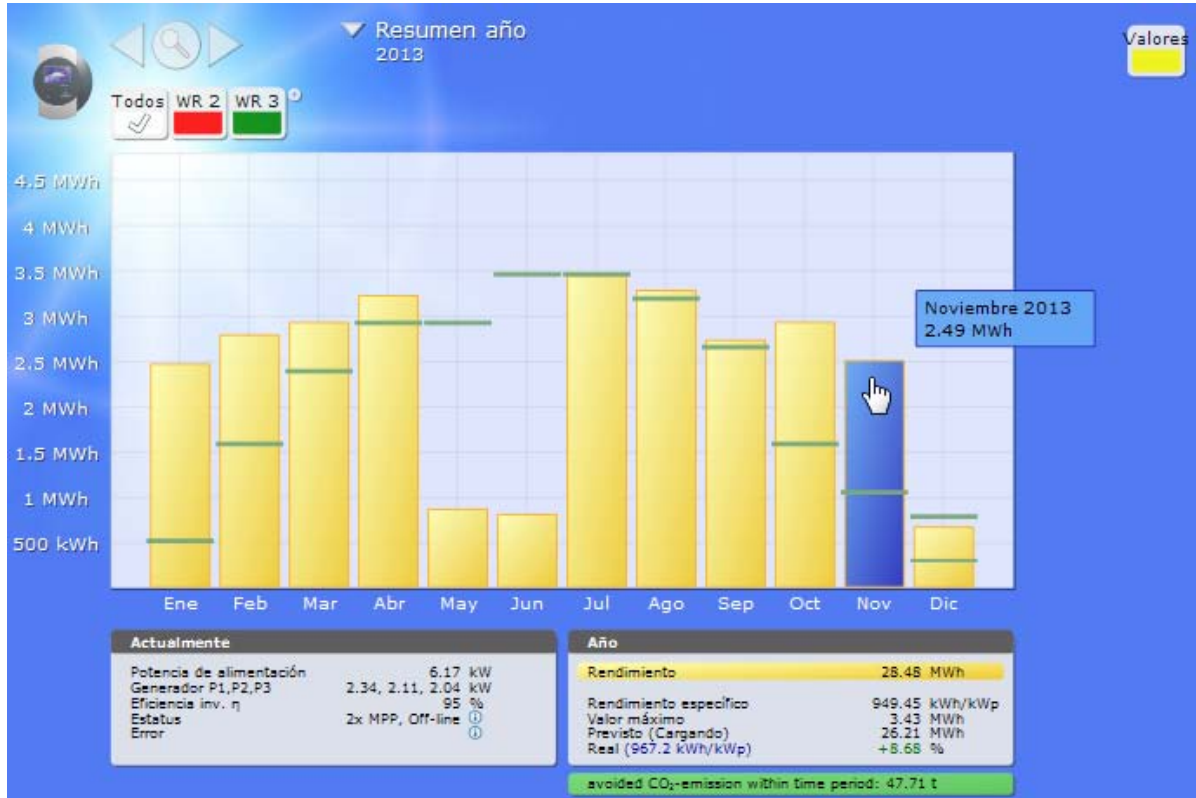 Resumen año
2013
Valores
Todos WR 2 WR 3
4.5 MWh
4 MWh
3.5 MWh
3 MWh
2.5 MWh
2 MWh
1.5 MWh
1 MWh
500 kWh
Noviembre 2013
2.49 MWh
Ene Feb Mar Abr May Jun Jul Ago Sep Oct Nov Dic
Actualmente
Potencia de alimentación 6.17 kW
Generador P1,P2,P3 2.34, 2.11, 2.04 kW
Eficiencia inv. η 95 %
Estatus 2x MPP, Off-line
Error
Año
Rendimiento 28.48 MWh
Rendimiento específico 949.45 kWh/kWp
Valor máximo 3.43 MWh
Previsto (Cargando) 26.21 MWh
Real (967.2 kWh/kWp) +8.68 %
avoided CO₂-emission within time period: 47.71 t